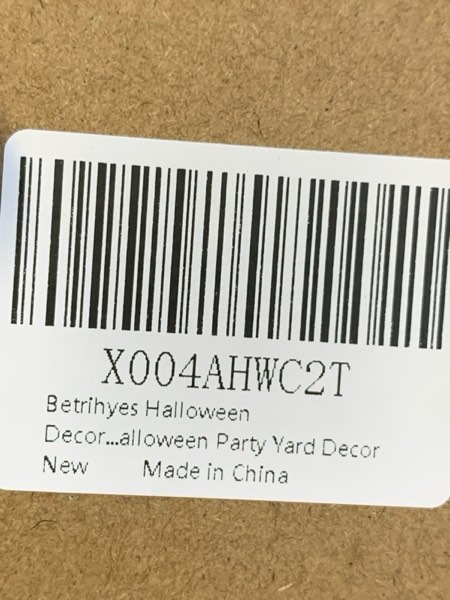 X004AHWC2T
Betrihyes Halloween
Decor...alloween Party Yard Decor
New Made in China